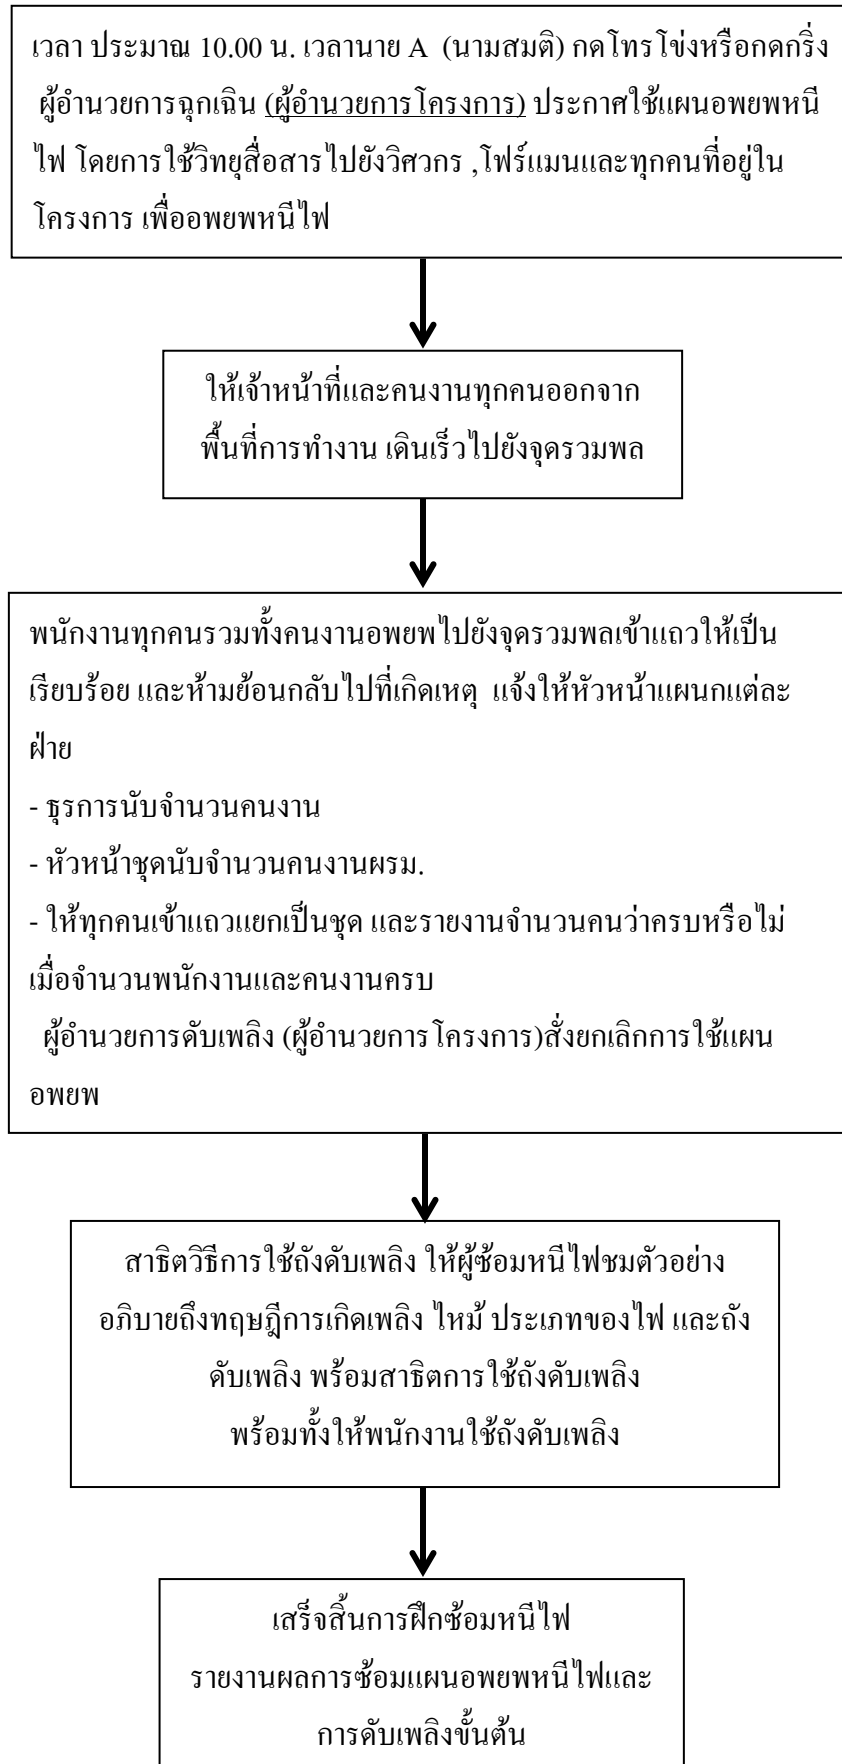 เวลา ประมาณ 10.00 น. เวลานาย A (นามสมติ) กดโทรโข่งหรือกดกริ่ง
ผู้อำนวยการฉุกเฉิน (ผู้อำนวยการโครงการ) ประกาศใช้แผนอพยพหนี
ไฟ โดยการใช้วิทยุสื่อสารไปยังวิศวกร ,โฟร์แมนและทุกคนที่อยู่ใน
โครงการ เพื่ออพยพหนีไฟ
ให้เจ้าหน้าที่และคนงานทุกคนออกจาก
พื้นที่การทำงาน เดินเร็วไปยังจุดรวมพล
พนักงานทุกคนรวมทั้งคนงานอพยพไปยังจุดรวมพลเข้าแถวให้เป็น
เรียบร้อย และห้ามย้อนกลับไปที่เกิดเหตุ แจ้งให้หัวหน้าแผนกแต่ละ
ฝ่าย
- ธุรการนับจำนวนคนงาน
- หัวหน้าชุดนับจำนวนคนงานผรม.
- ให้ทุกคนเข้าแถวแยกเป็นชุด และรายงานจำนวนคนว่าครบหรือไม่
เมื่อจำนวนพนักงานและคนงานครบ
ผู้อำนวยการดับเพลิง (ผู้อำนวยการโครงการ)สั่งยกเลิกการใช้แผน
อพยพ
สาธิตวิธีการใช้ถังดับเพลิง ให้ผู้ซ้อมหนีไฟชมตัวอย่าง
อภิบายถึงทฤษฎีการเกิดเพลิง ไหม้ ประเภทของไฟ และถัง
ดับเพลิง พร้อมสาธิตการใช้ถังดับเพลิง
พร้อมทั้งให้พนักงานใช้ถังดับเพลิง
เสร็จสิ้นการฝึกซ้อมหนีไฟ
รายงานผลการซ้อมแผนอพยพหนีไฟและ
การดับเพลิงขั้นต้น